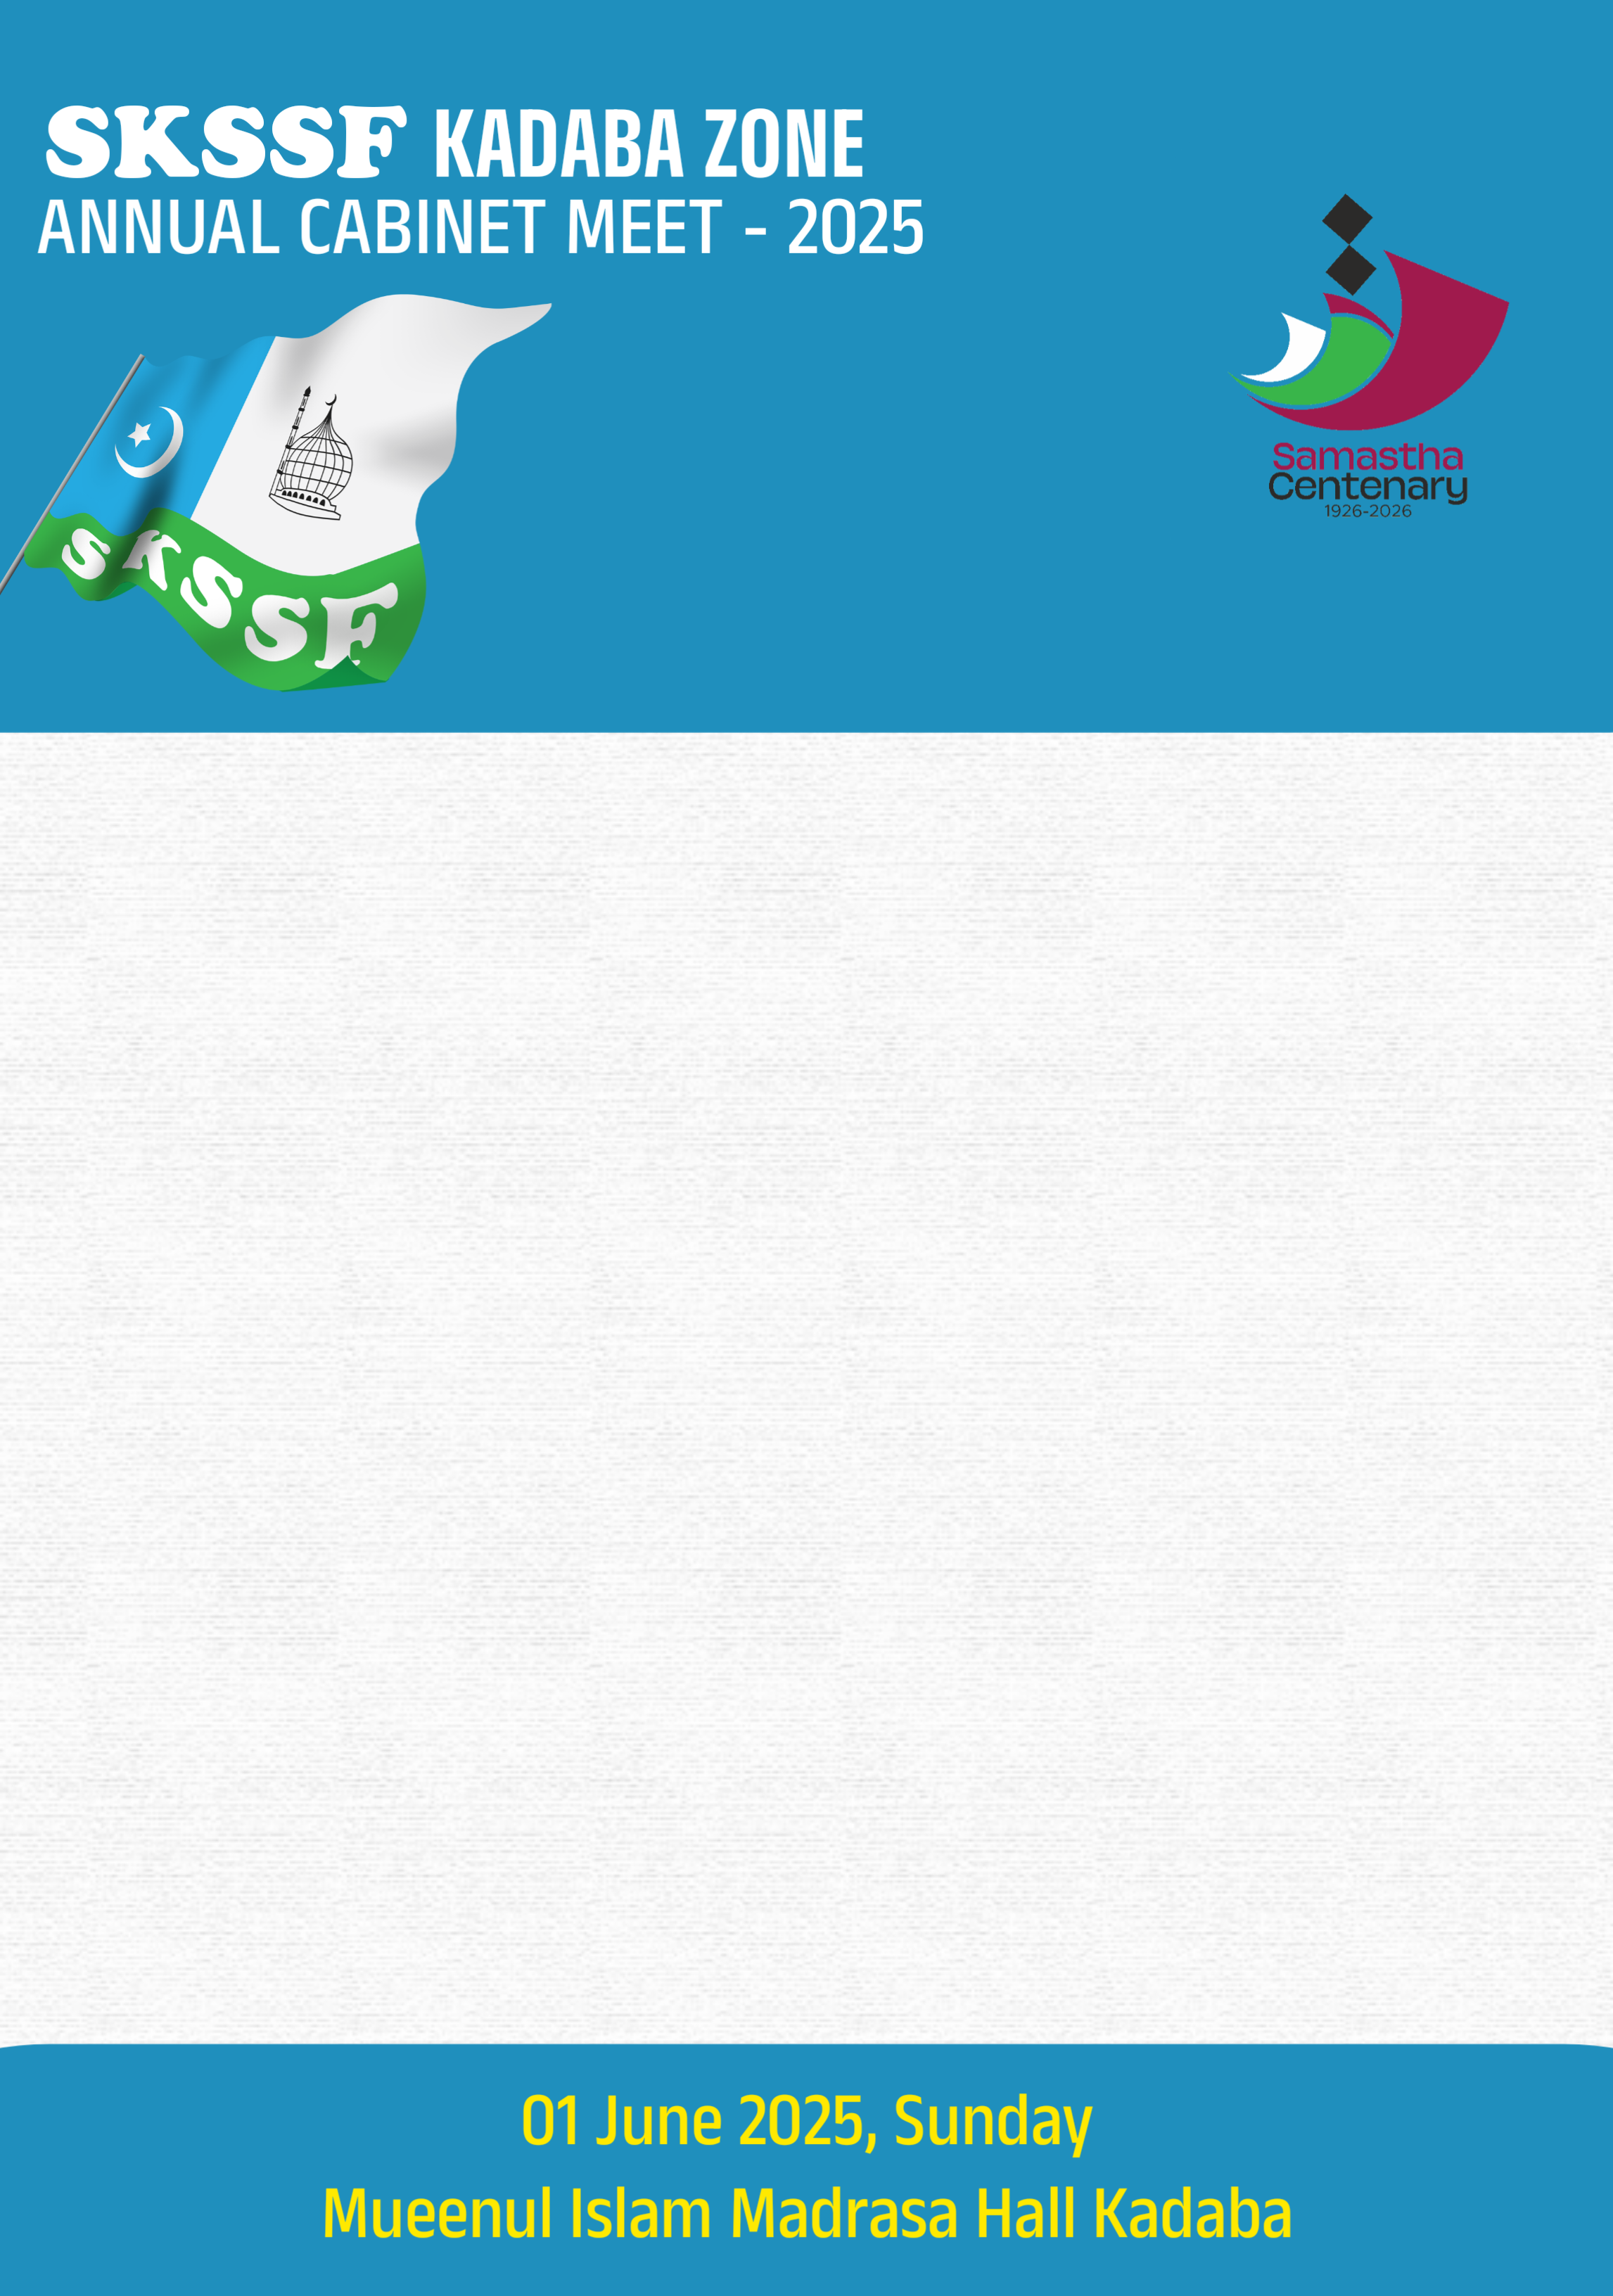 SKSSF KADABA ZONE
ANNUAL CABINET MEET - 2025
SKSSF
Samastha
Centenary
1926-2026
01 June 2025, Sunday
Mueenul Islam Madrasa Hall Kadaba